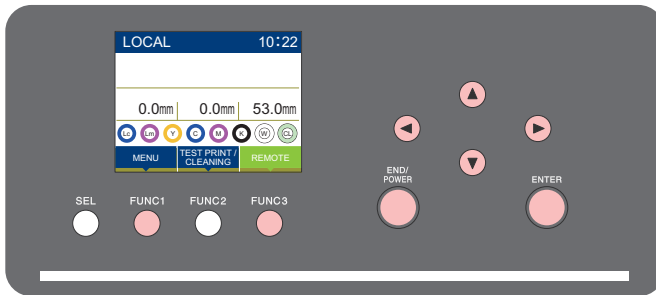 LOCAL 10:22
0.0mm 0.0mm 53.0mm
Lc Lm Y C M K W CL
MENU TEST PRINT / CLEANING REMOTE
SEL FUNC1 FUNC2 FUNC3
END/
POWER
ENTER